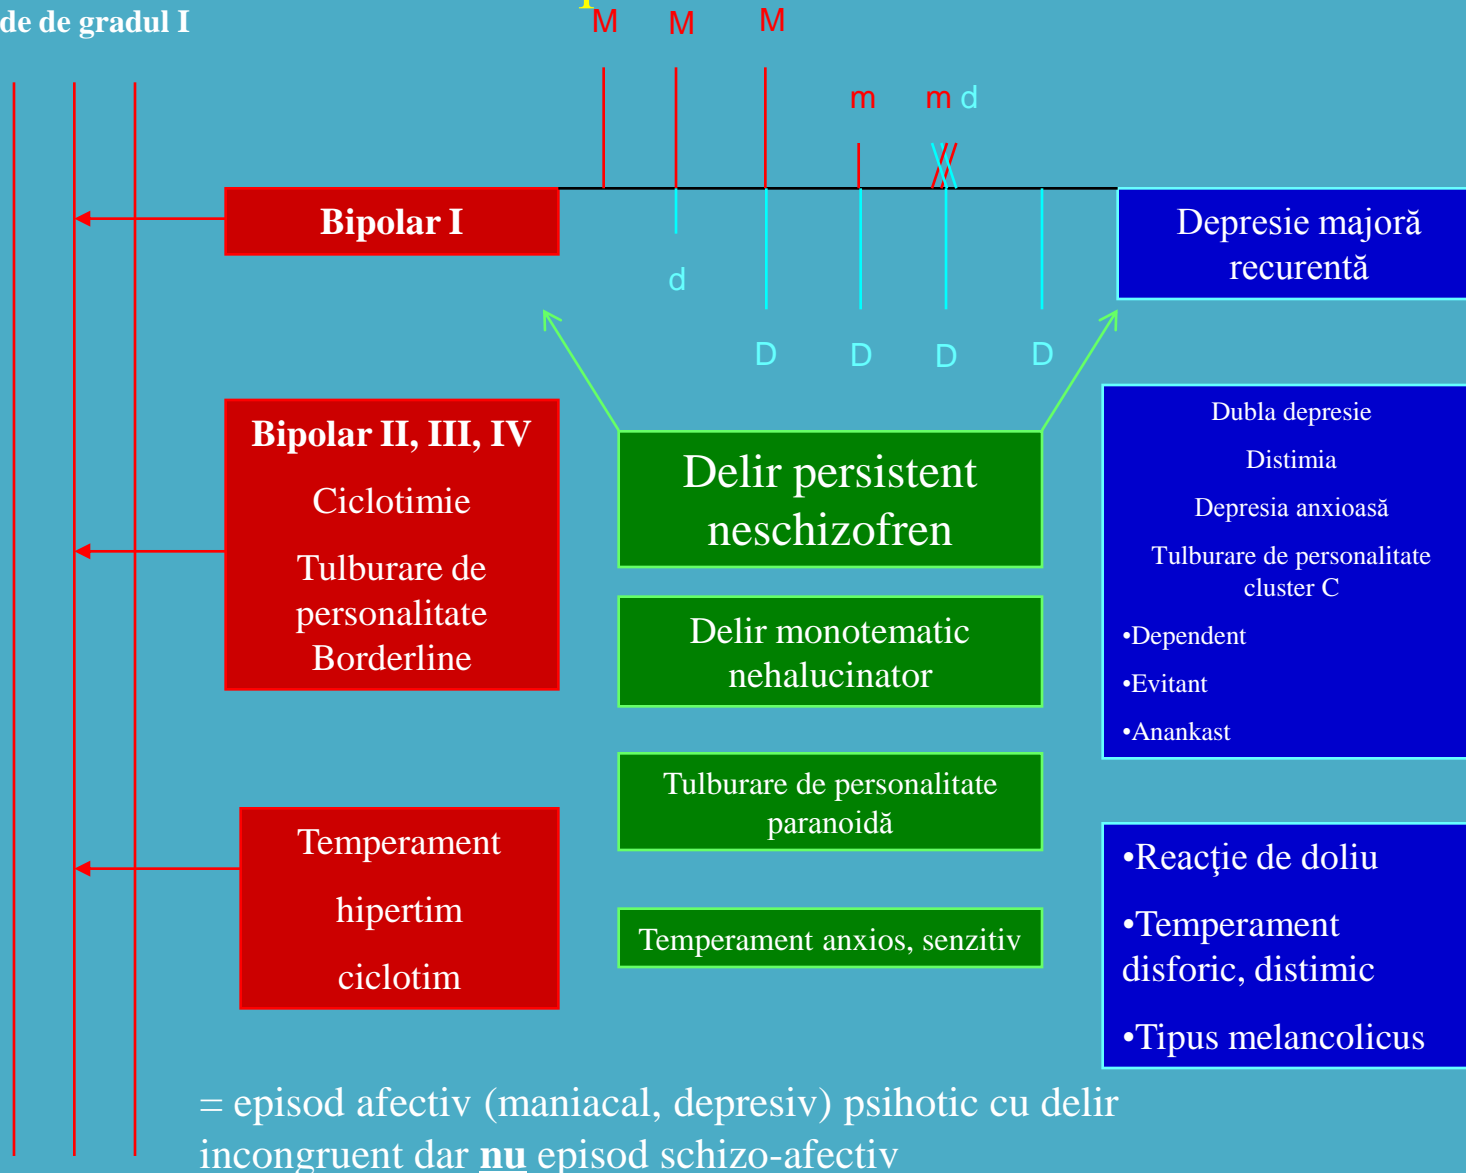 de de gradul I
M M M
m m d
Bipolar I
Depresie majoră
recurentă
d
D D D D
Bipolar II, III, IV
Ciclotimie
Tulburare de
personalitate
Borderline
Delir persistent
neschizofren
Delir monotematic
nehalucinator
Tulburare de personalitate
paranoidă
Temperament anxios, senzitiv
Dubla depresie
Distimia
Depresia anxioasă
Tulburare de personalitate
cluster C
•Dependent
•Evitant
•Anankast
Temperament
hipertim
ciclotim
•Reacţie de doliu
•Temperament
disforic, distimic
•Tipus melancolicus
= episod afectiv (maniacal, depresiv) psihotic cu delir
incongruent dar nu episod schizo-afectiv